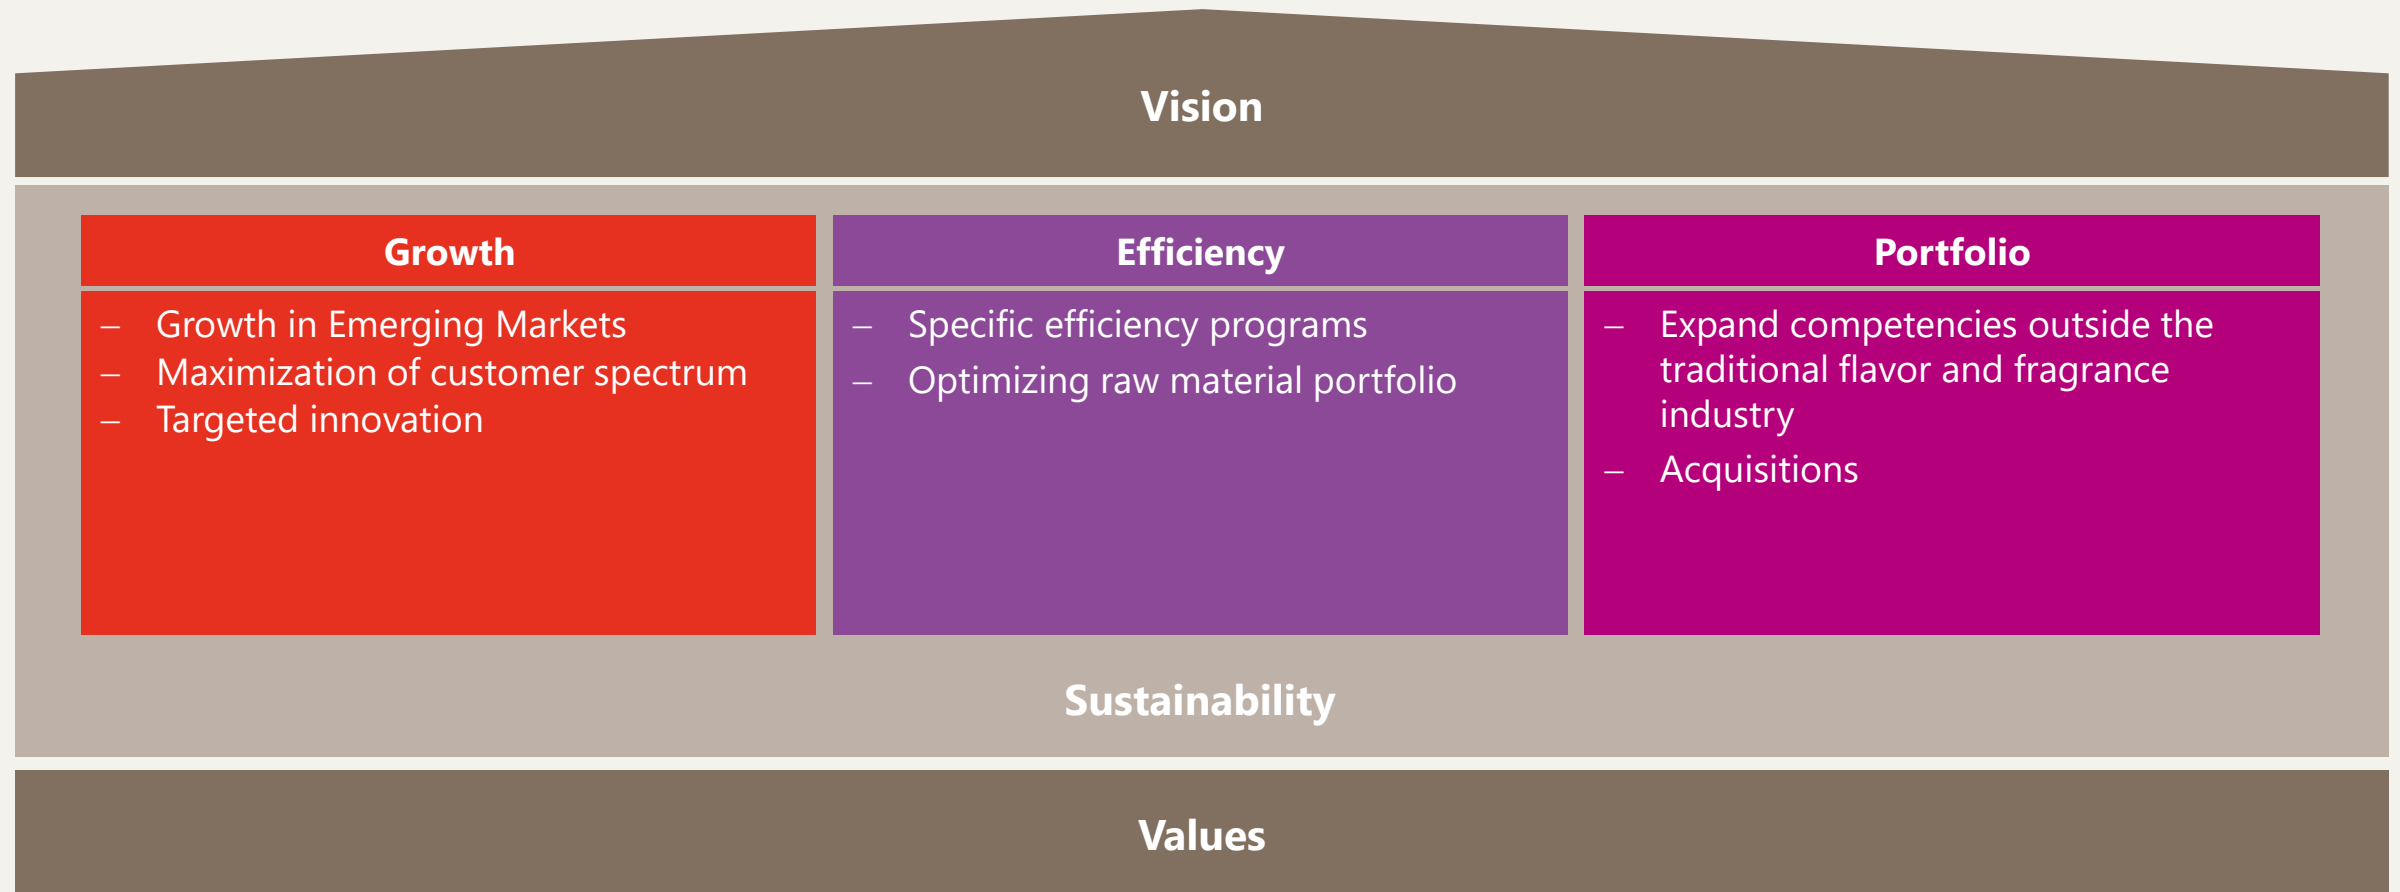 Vision
Growth
– Growth in Emerging Markets
– Maximization of customer spectrum
– Targeted innovation
Efficiency
– Specific efficiency programs
– Optimizing raw material portfolio
Portfolio
– Expand competencies outside the
traditional flavor and fragrance
industry
– Acquisitions
Sustainability
Values